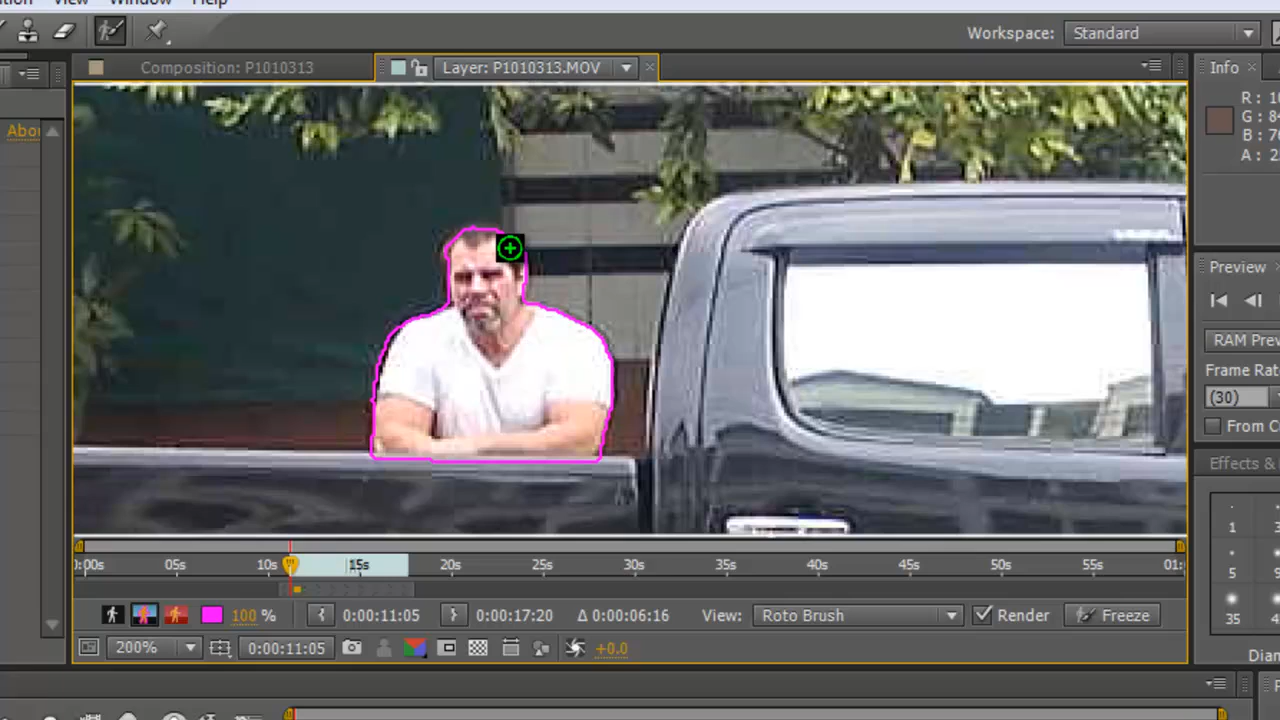 Window Help
Workspace: Standard
Composition: P1010313
Layer: P1010313.MOV
Info
R :
G :
B :
A :
Preview
RAM Prev
Frame Rat
(30)
From C
Effects &
1
5
9
35
0:00s 05s 10s 15s 20s 25s 30s 35s 40s 45s 50s 55s 01:
100 % 0:00:11:05 0:00:17:20 Δ 0:00:06:16 View: Roto Brush Render Freeze
200% 0:00:11:05 +0.0
Diam